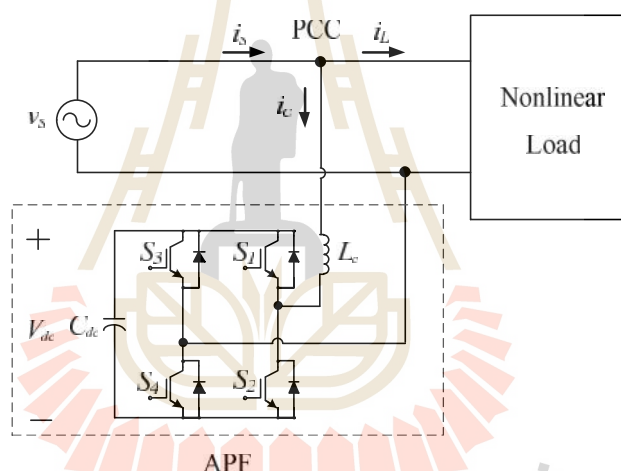 i_s PCC i_L
i_c
v_s
Nonlinear
Load
+
S_3 S_1 L_c
V_dc C_dc
S_4 S_2
−
APF